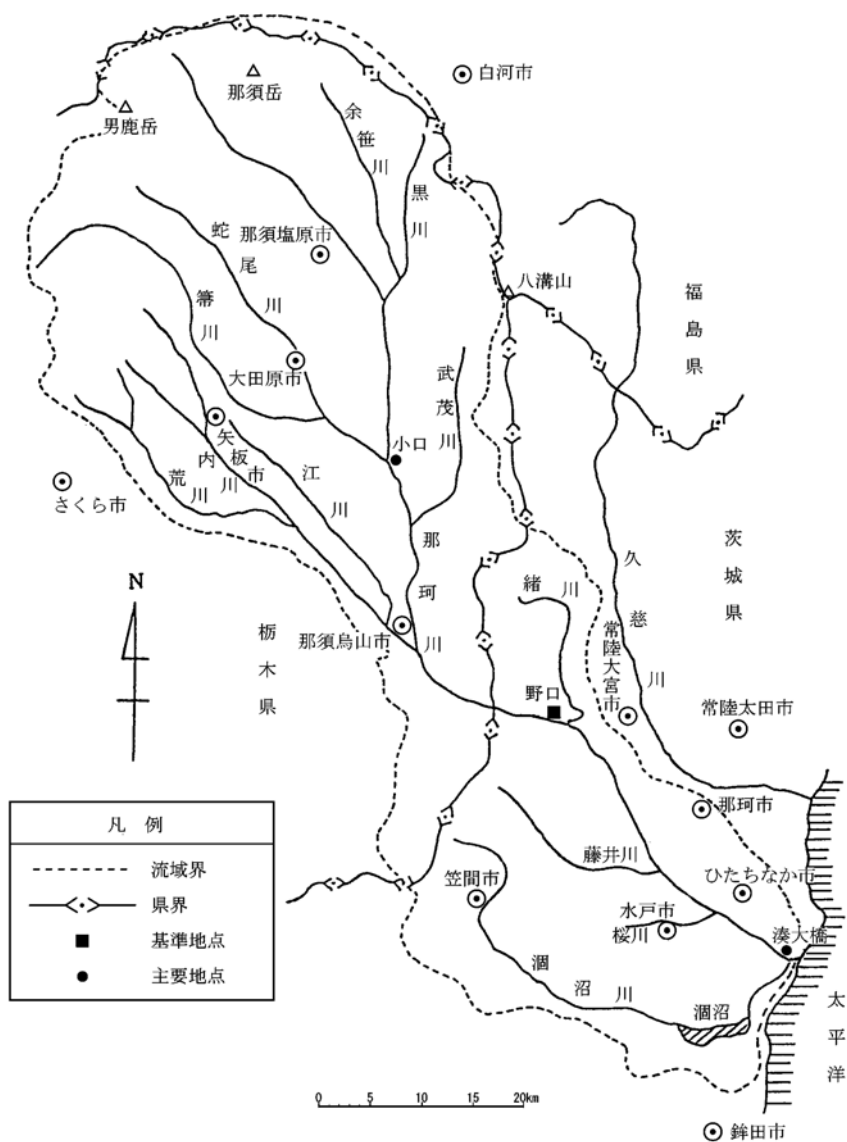 白河市
那須岳
男鹿岳
余笹川
黒川
蛇尾川
那須塩原市
箒川
八溝山
福島県
大田原市
武茂川
矢板市
内川
荒川
江川
小口
さくら市
那珂川
久慈川
茨城県
緒川
N
栃木県
那須烏山市
常陸大宮市
野口
常陸太田市
那珂市
凡 例
流域界
県界
基準地点
主要地点
藤井川
笠間市
ひたちなか市
水戸市
桜川
湊大橋
涸沼川
涸沼
太平洋
0 5 10 15 20km
鉾田市